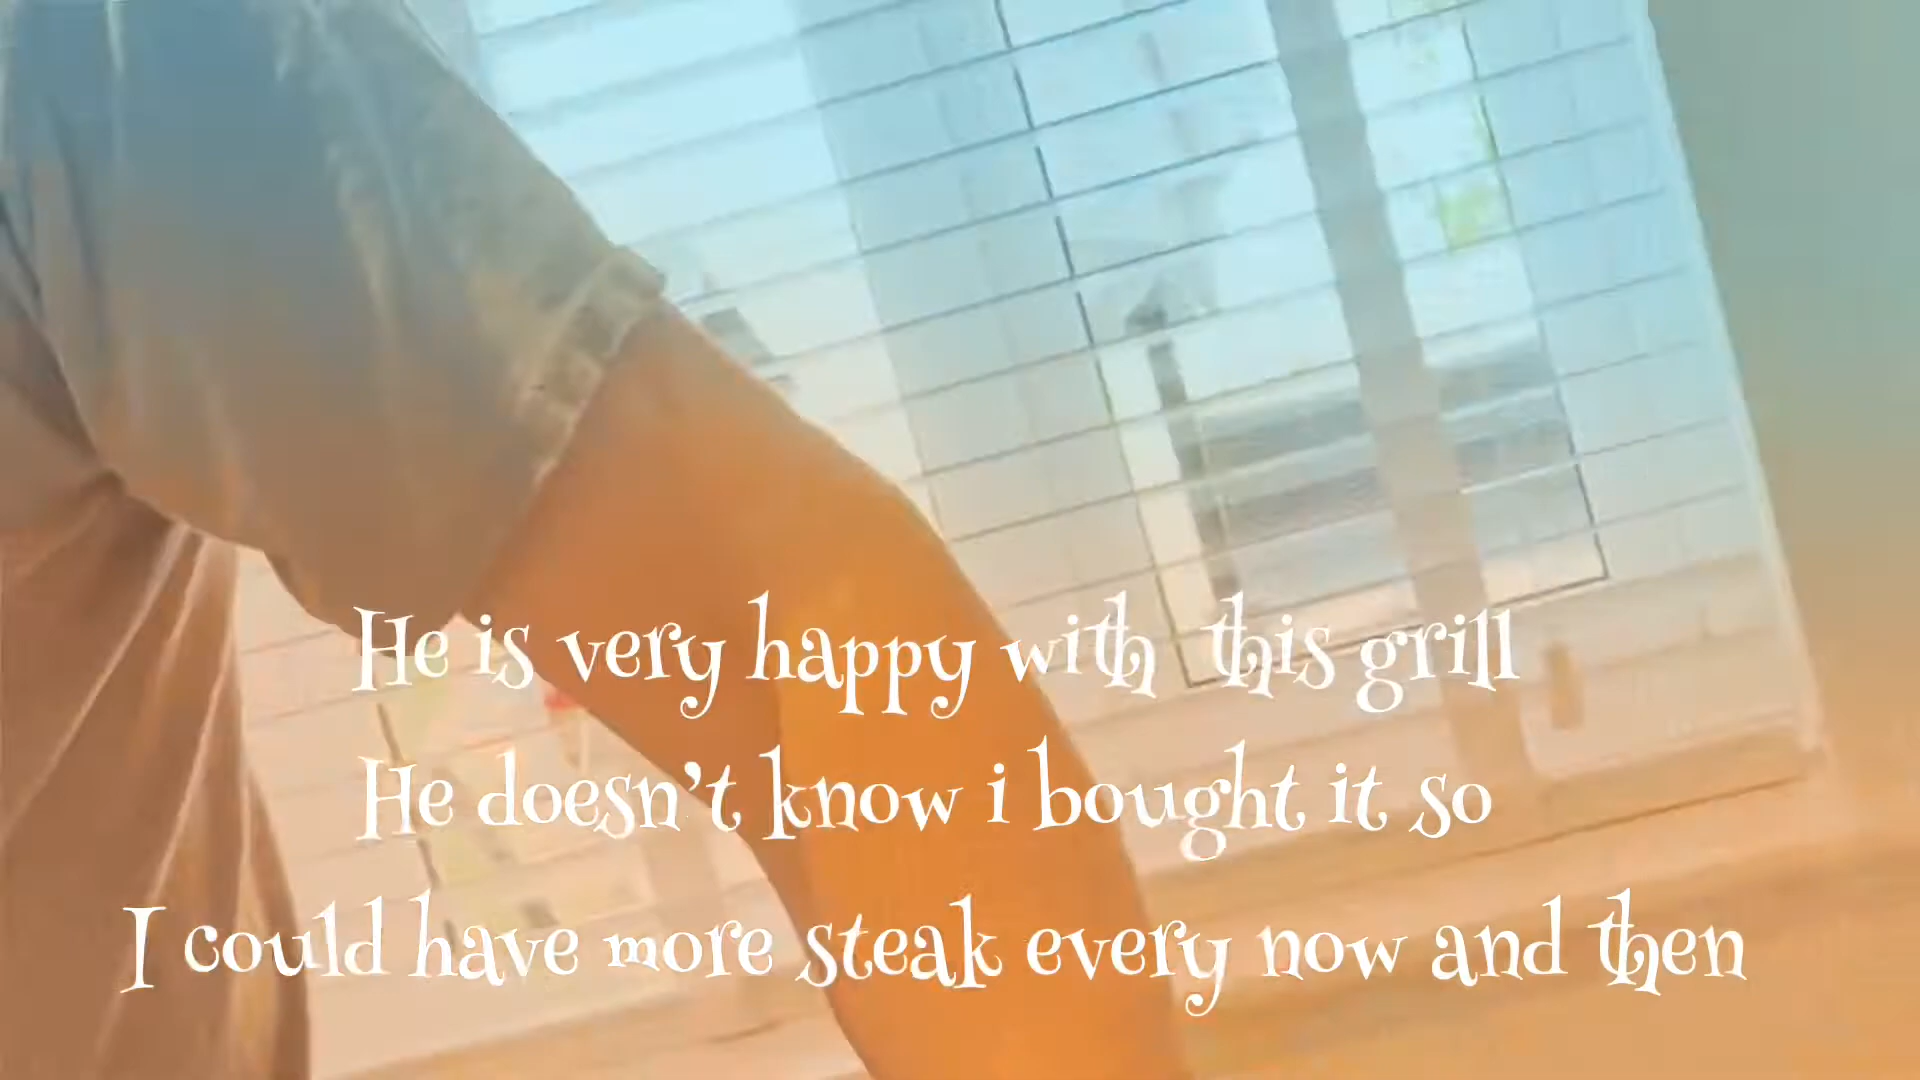 He is very happy with this grill
He doesn't know i bought it so
I could have more steak every now and then